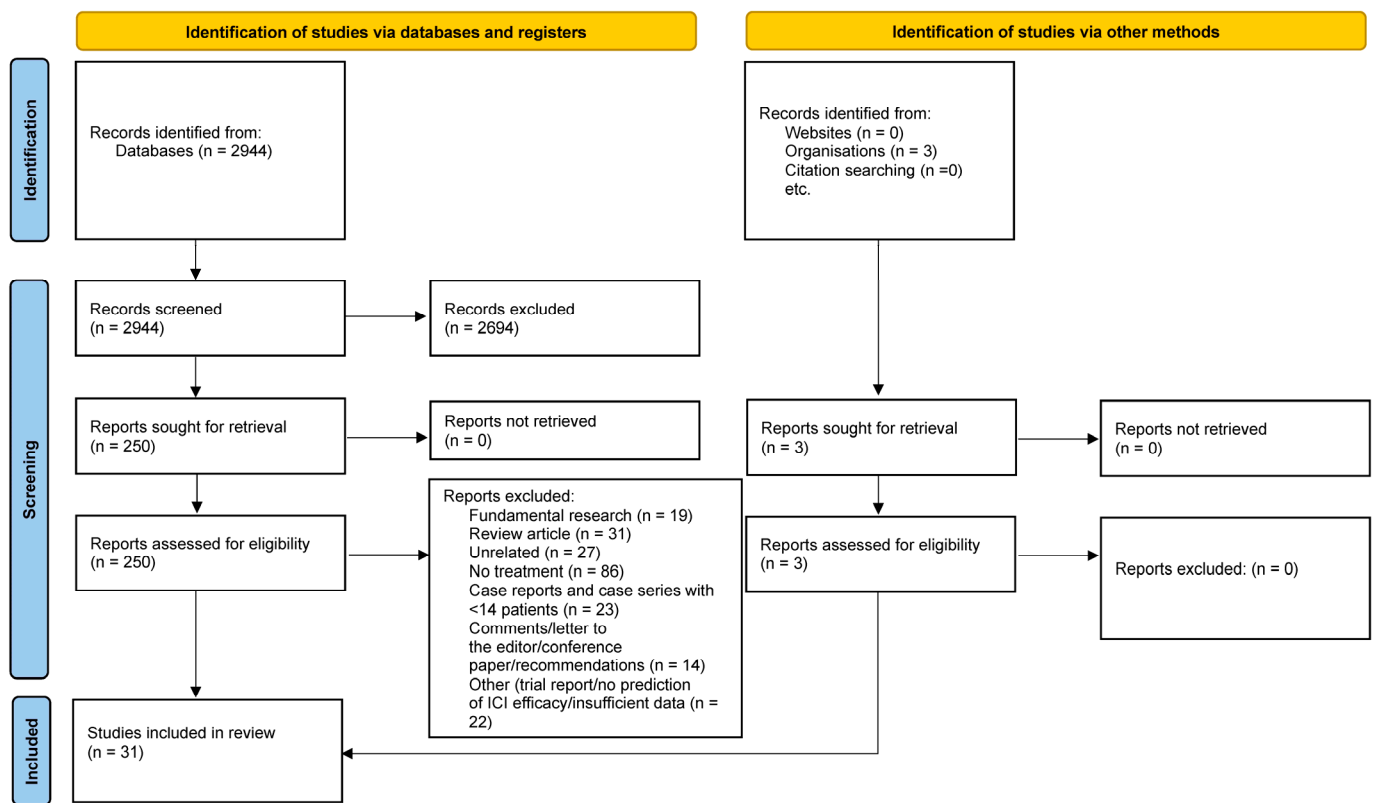 Identification of studies via databases and registers
Identification of studies via other methods
Identification
Records identified from:
Databases (n = 2944)
Records identified from:
Websites (n = 0)
Organisations (n = 3)
Citation searching (n =0)
etc.
Screening
Records screened
(n = 2944)
Records excluded
(n = 2694)
Reports sought for retrieval
(n = 250)
Reports not retrieved
(n = 0)
Reports sought for retrieval
(n = 3)
Reports not retrieved
(n = 0)
Reports assessed for eligibility
(n = 250)
Reports excluded:
Fundamental research (n = 19)
Review article (n = 31)
Unrelated (n = 27)
No treatment (n = 86)
Case reports and case series with
<14 patients (n = 23)
Comments/letter to
the editor/conference
paper/recommendations (n = 14)
Other (trial report/no prediction
of ICI efficacy/insufficient data (n =
22)
Reports assessed for eligibility
(n = 3)
Reports excluded: (n = 0)
Included
Studies included in review
(n = 31)